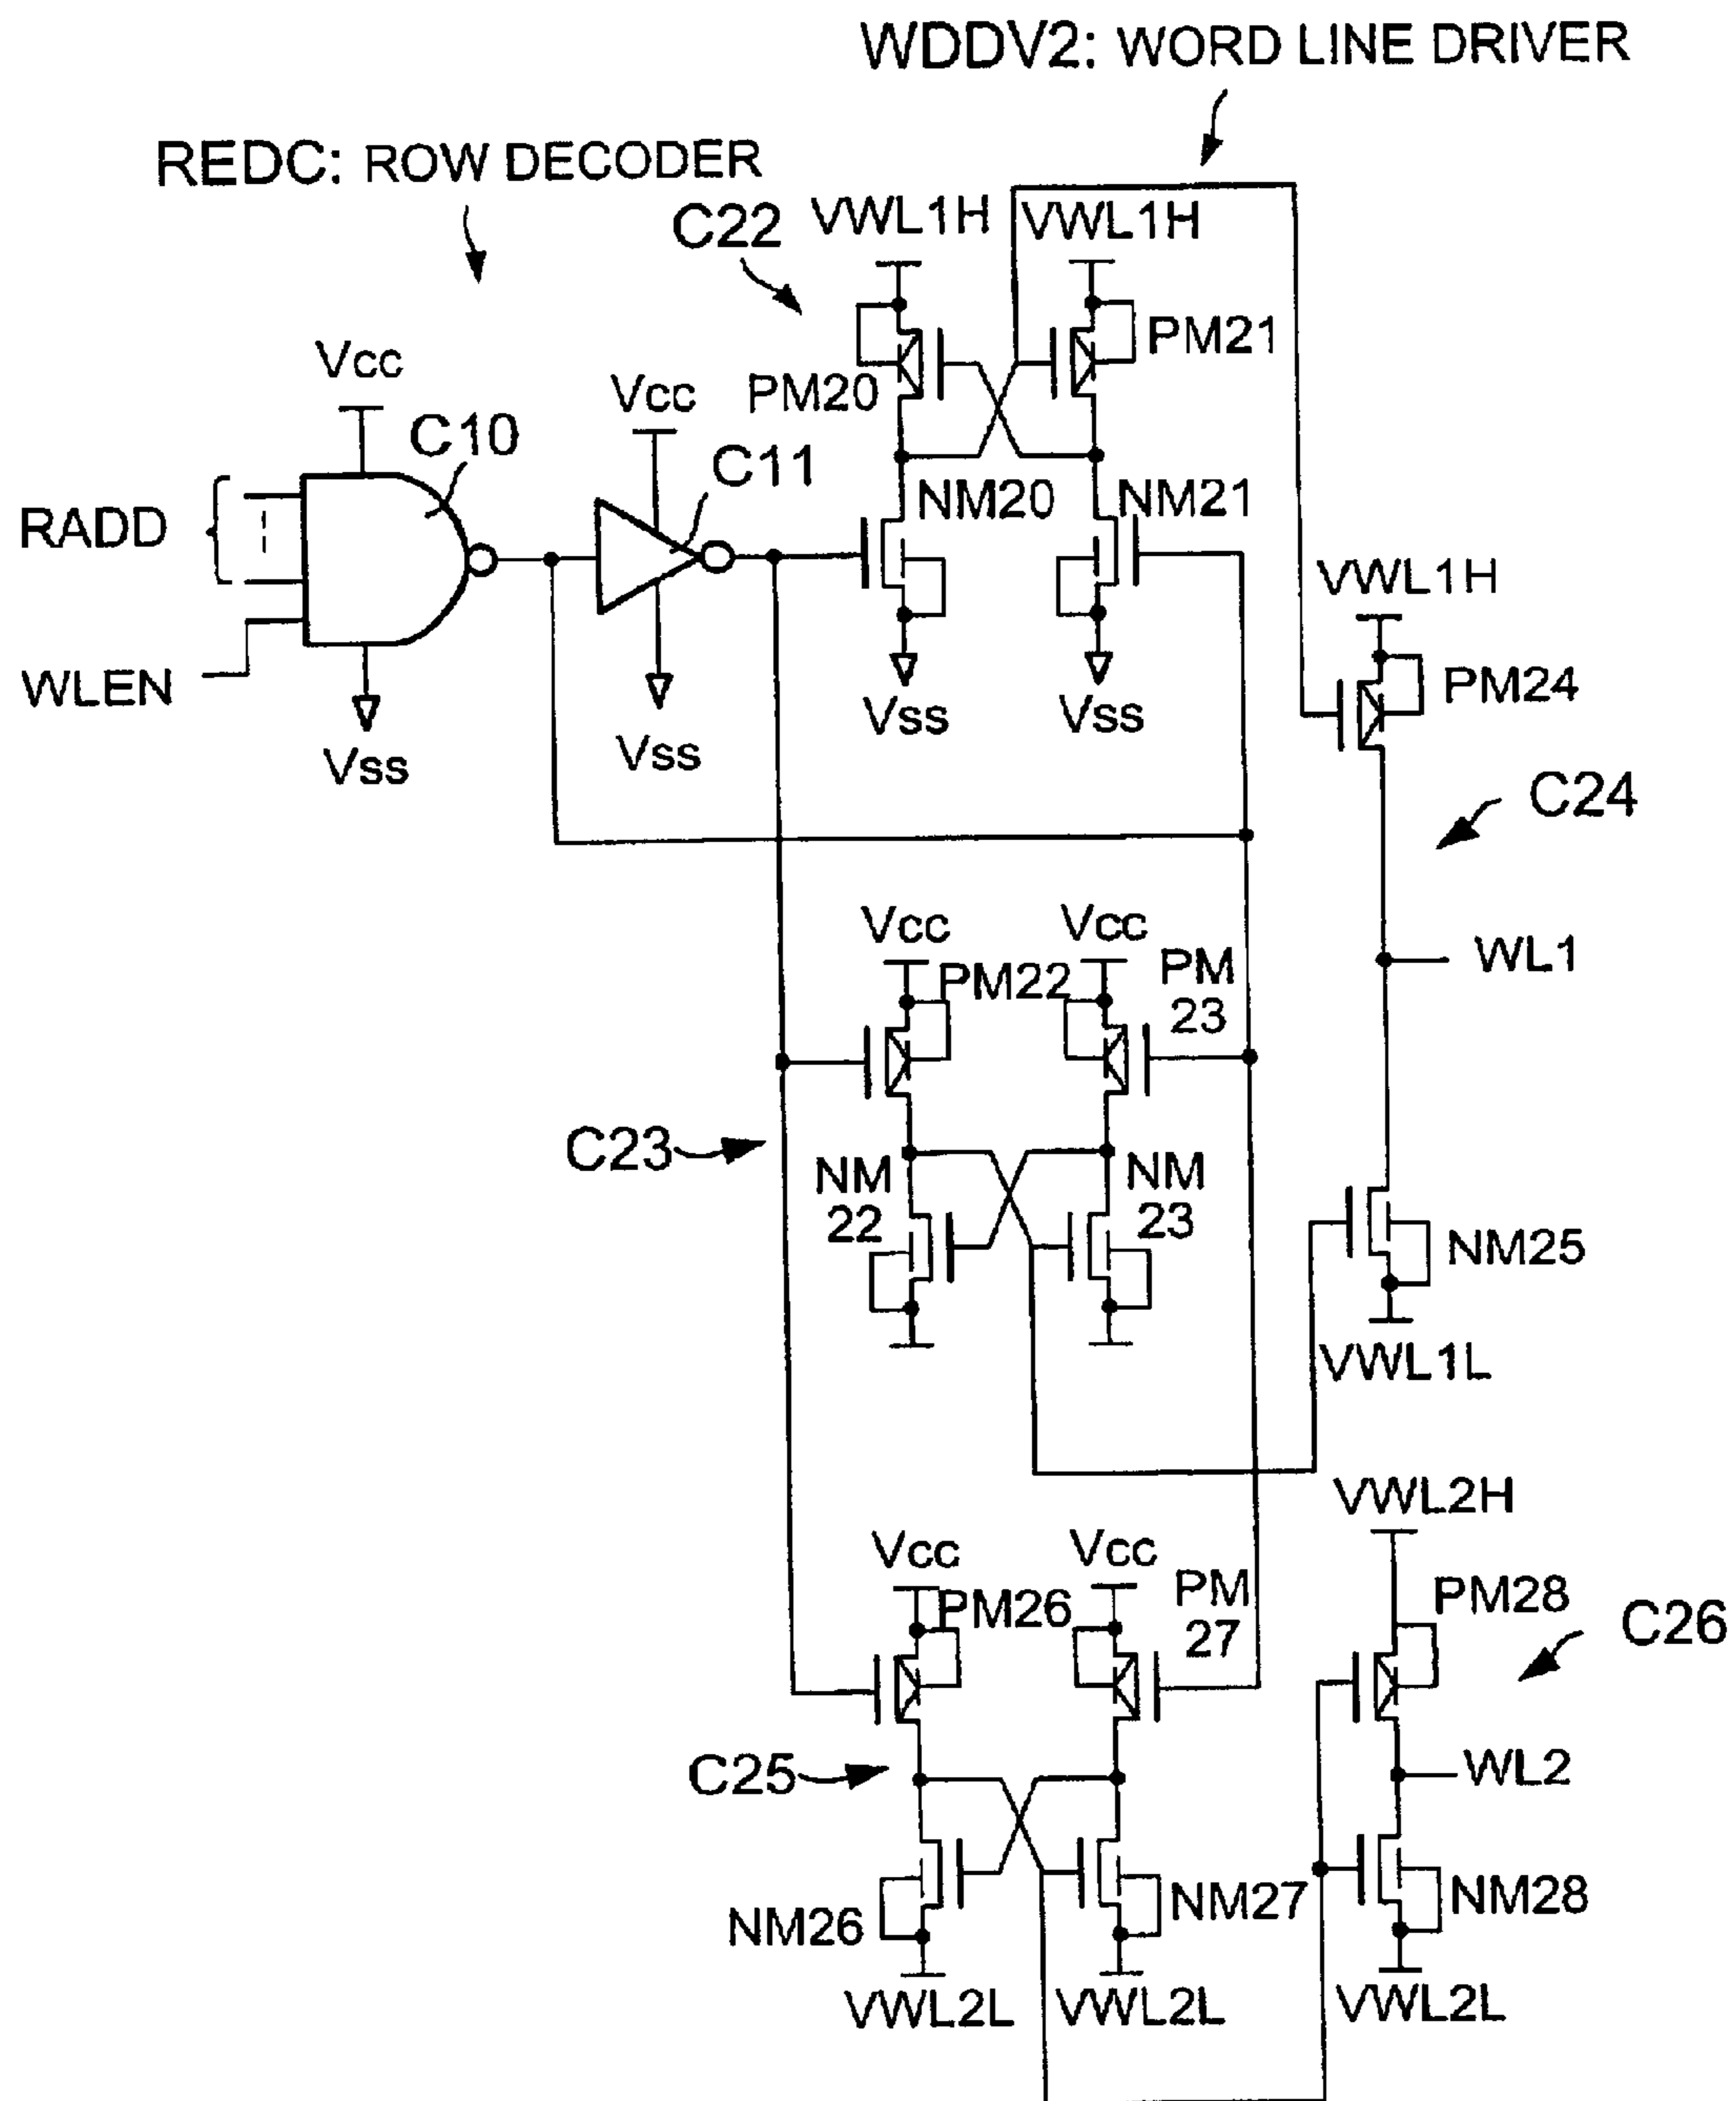 WDDV2: WORD LINE DRIVER
REDC: ROW DECODER
C22
VWL1H
VWL1H
PM21
PM20
Vcc
C10
Vcc
C11
RADD
WLEN
NM20
NM21
Vss
Vss
Vss
Vss
VWL1H
PM24
C24
WL1
Vcc
Vcc
PM22
PM
23
C23
NM
22
NM
23
NM25
VWL1L
VWL2H
Vcc
Vcc
PM26
PM
27
PM28
C26
C25
WL2
NM26
NM27
NM28
VWL2L
VWL2L
VWL2L